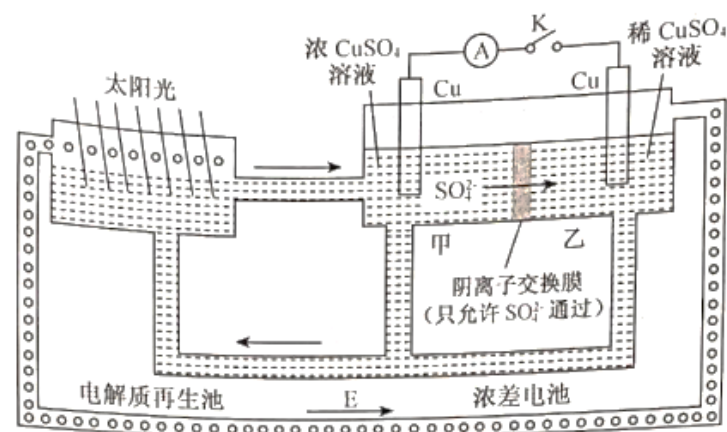 太阳光
浓 CuSO₄
溶液
A
K
稀 CuSO₄
溶液
Cu
Cu
SO₄²⁻
甲
乙
阴离子交换膜
（只允许 SO₄²⁻ 通过）
电解质再生池
E
浓差电池